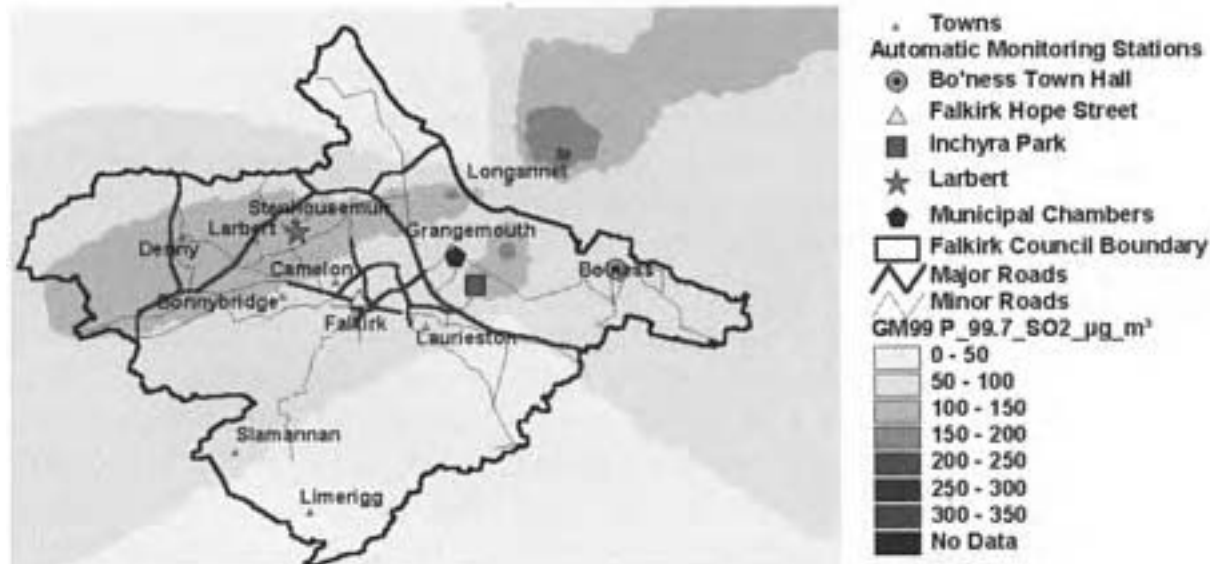 Longannet
Stenhousemuir
Larbert
Grangemouth
Denny
Camelon
Bo'ness
Bonnybridge
Falkirk
Laurieston
Slamannan
Limerigg
Towns
Automatic Monitoring Stations
Bo'ness Town Hall
Falkirk Hope Street
Inchyra Park
Larbert
Municipal Chambers
Falkirk Council Boundary
Major Roads
Minor Roads
GM99 P_99.7_SO2_µg_m³
0 - 50
50 - 100
100 - 150
150 - 200
200 - 250
250 - 300
300 - 350
No Data